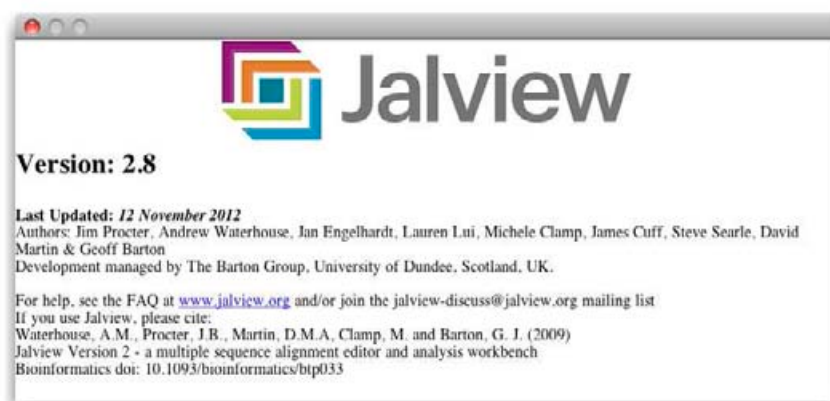 Jalview
Version: 2.8
Last Updated: 12 November 2012
Authors: Jim Procter, Andrew Waterhouse, Jan Engelhardt, Lauren Lui, Michele Clamp, James Cuff, Steve Searle, David
Martin & Geoff Barton
Development managed by The Barton Group, University of Dundee, Scotland, UK.
For help, see the FAQ at www.jalview.org and/or join the jalview-discuss@jalview.org mailing list
If you use Jalview, please cite:
Waterhouse, A.M., Procter, J.B., Martin, D.M.A, Clamp, M. and Barton, G. J. (2009)
Jalview Version 2 - a multiple sequence alignment editor and analysis workbench
Bioinformatics doi: 10.1093/bioinformatics/btp033